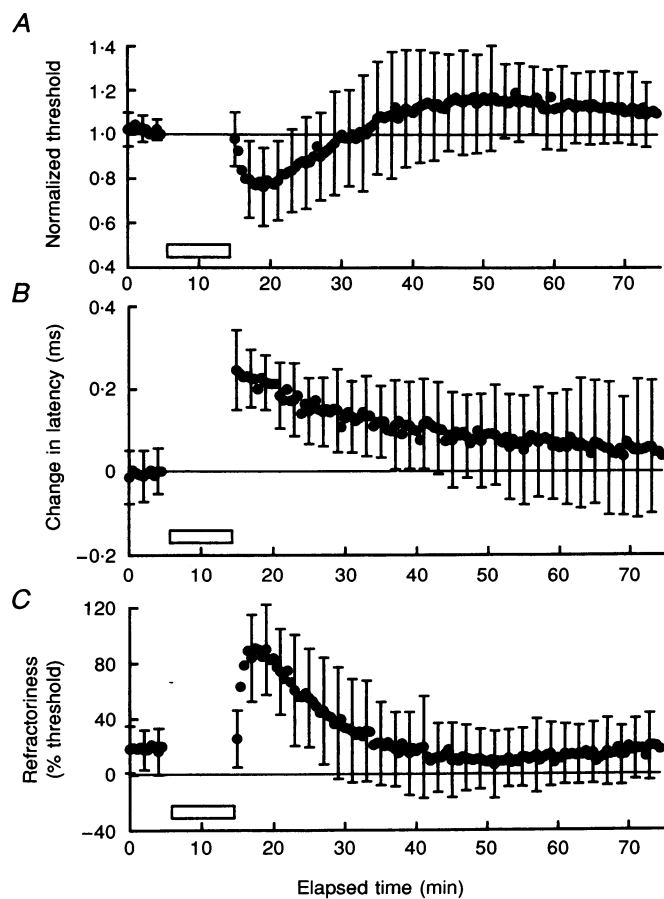 A
Normalized threshold
1·4
1·2
1·0
0·8
0·6
0·4
0 10 20 30 40 50 60 70
B
Change in latency (ms)
0·4
0·2
0
−0·2
0 10 20 30 40 50 60 70
C
Refractoriness
(% threshold)
120
80
40
0
−40
0 10 20 30 40 50 60 70
Elapsed time (min)